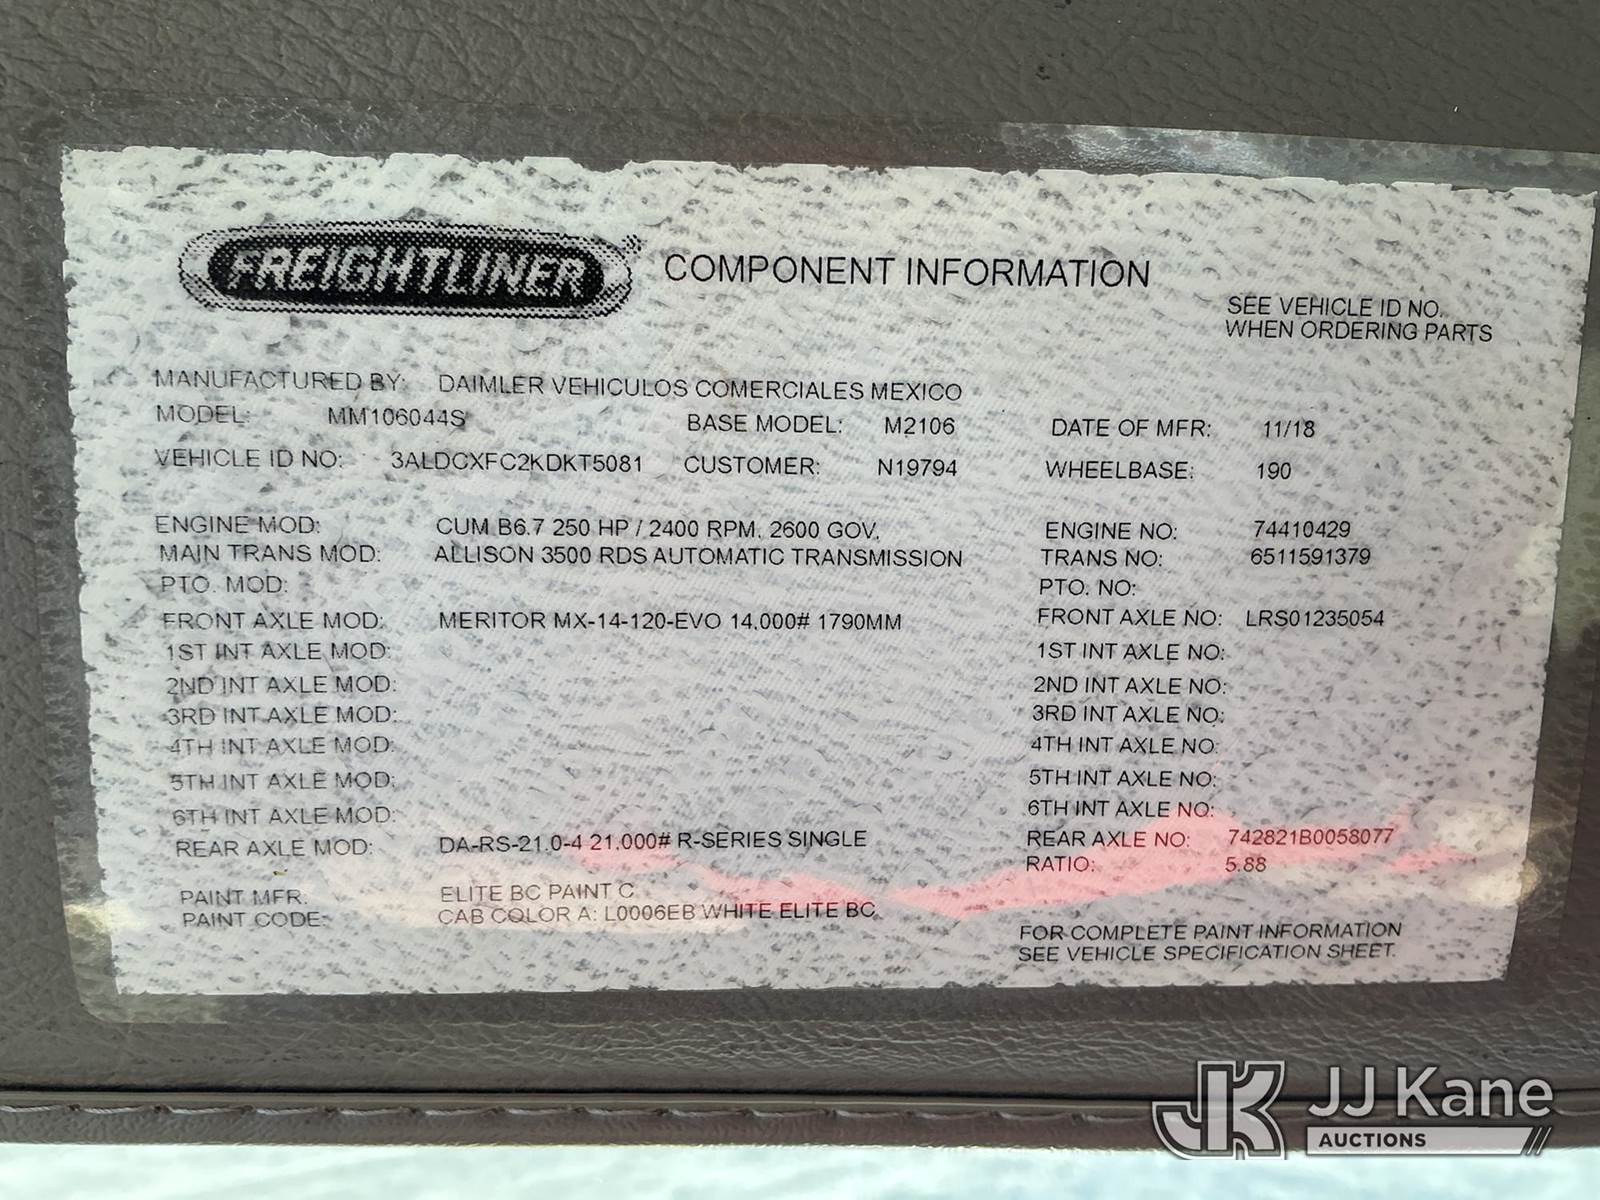 FREIGHTLINER COMPONENT INFORMATION
SEE VEHICLE ID NO.
WHEN ORDERING PARTS
MANUFACTURED BY: DAIMLER VEHICULOS COMERCIALES MEXICO
MODEL: MM106044S BASE MODEL: M2106 DATE OF MFR: 11/18
VEHICLE ID NO: 3ALDCXFC2KDKT5081 CUSTOMER: N19794 WHEELBASE: 190
ENGINE MOD: CUM B6.7 250 HP / 2400 RPM, 2600 GOV, ENGINE NO: 74410429
MAIN TRANS MOD: ALLISON 3500 RDS AUTOMATIC TRANSMISSION TRANS NO: 6511591379
PTO. MOD: PTO. NO:
FRONT AXLE MOD: MERITOR MX-14-120-EVO 14,000# 1790MM FRONT AXLE NO: LRS01235054
1ST INT AXLE MOD: 1ST INT AXLE NO:
2ND INT AXLE MOD: 2ND INT AXLE NO:
3RD INT AXLE MOD: 3RD INT AXLE NO:
4TH INT AXLE MOD: 4TH INT AXLE NO:
5TH INT AXLE MOD: 5TH INT AXLE NO:
6TH INT AXLE MOD: 6TH INT AXLE NO:
REAR AXLE MOD: DA-RS-21.0-4 21,000# R-SERIES SINGLE REAR AXLE NO: 742821B0058077
RATIO: 5.88
PAINT MFR: ELITE BC PAINT C
PAINT CODE: CAB COLOR A: L0006EB WHITE ELITE BC
FOR COMPLETE PAINT INFORMATION
SEE VEHICLE SPECIFICATION SHEET.
JK JJ Kane
AUCTIONS